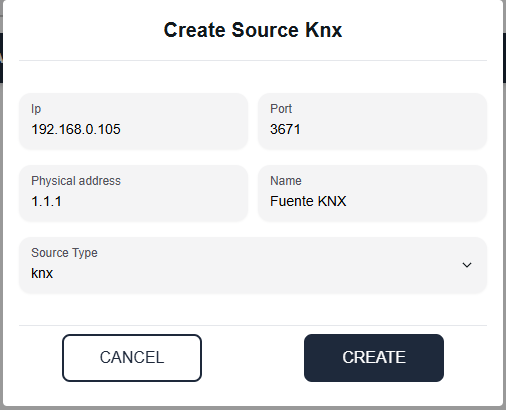 Create Source Knx
Ip
192.168.0.105
Port
3671
Physical address
1.1.1
Name
Fuente KNX
Source Type
knx
CANCEL
CREATE